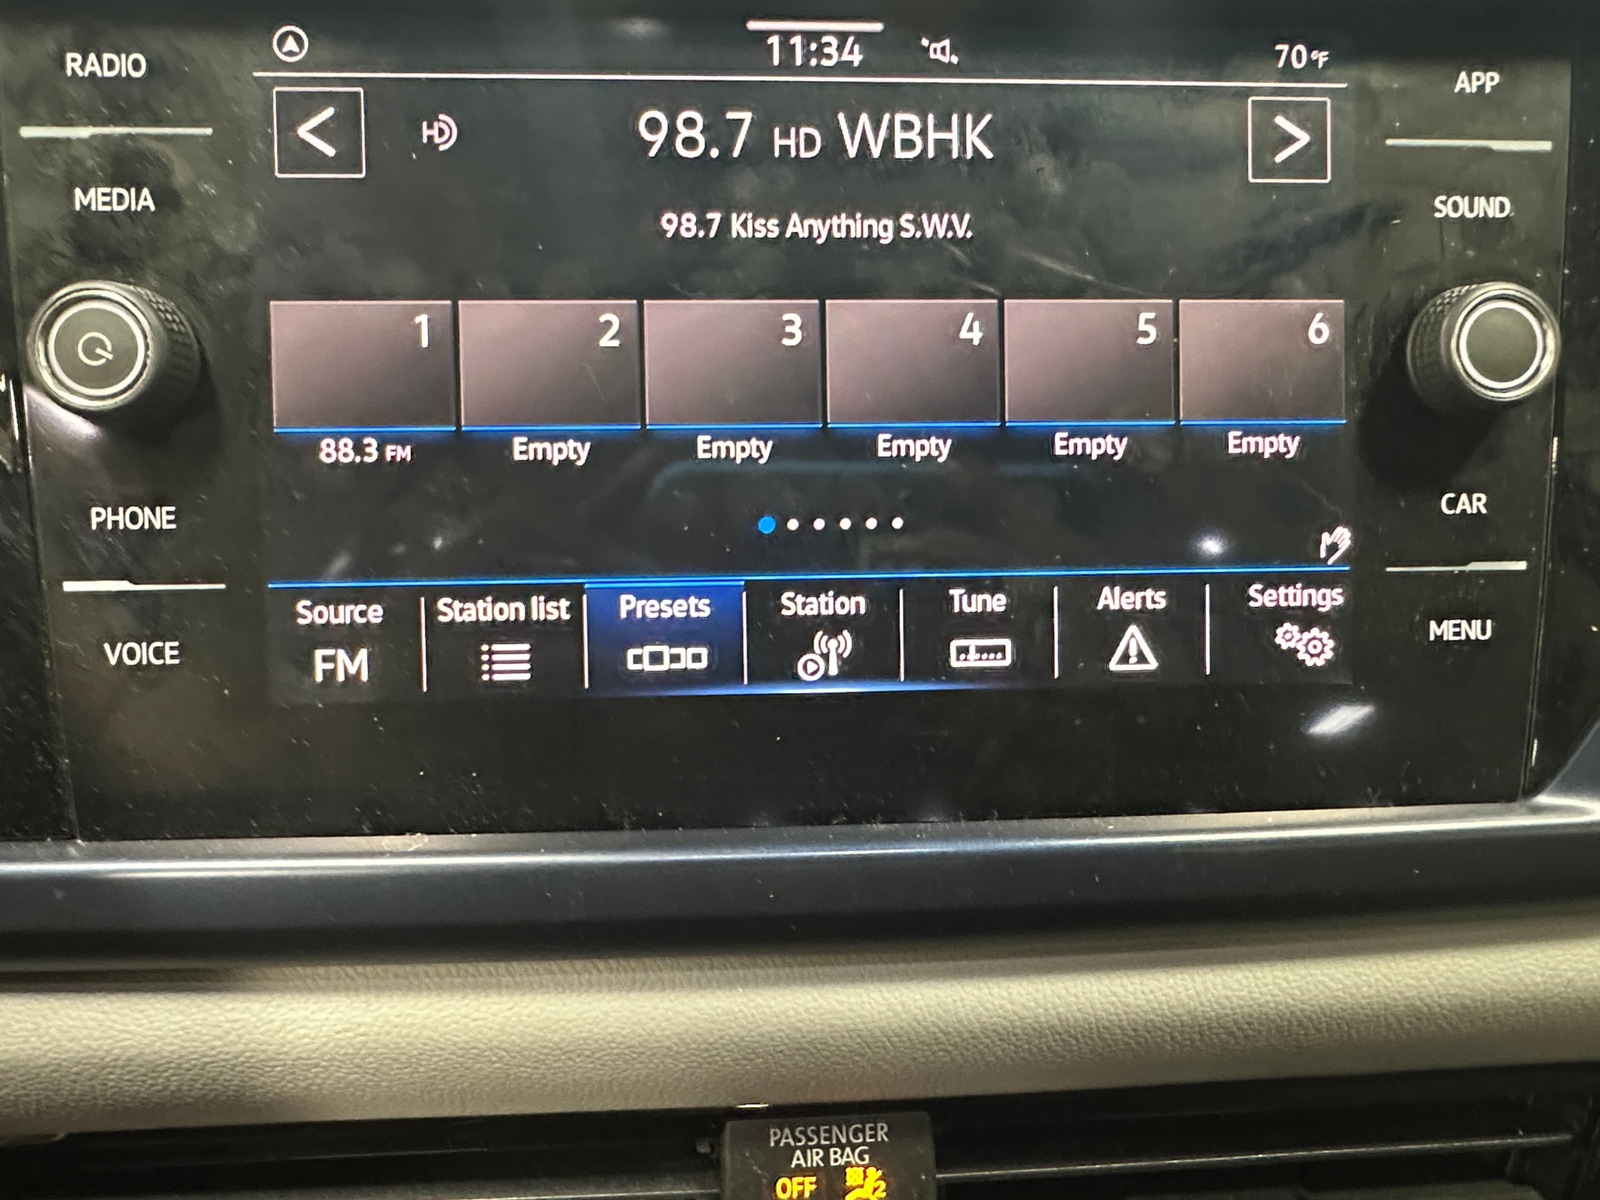 RADIO
11:34
70°F
APP
<
HD
98.7 HD WBHK
>
MEDIA
SOUND
98.7 Kiss Anything S.W.V.
1
2
3
4
5
6
88.3 FM
Empty
Empty
Empty
Empty
Empty
PHONE
CAR
Source
FM
Station list
Presets
Station
Tune
Alerts
Settings
VOICE
MENU
PASSENGER
AIR BAG
OFF
2